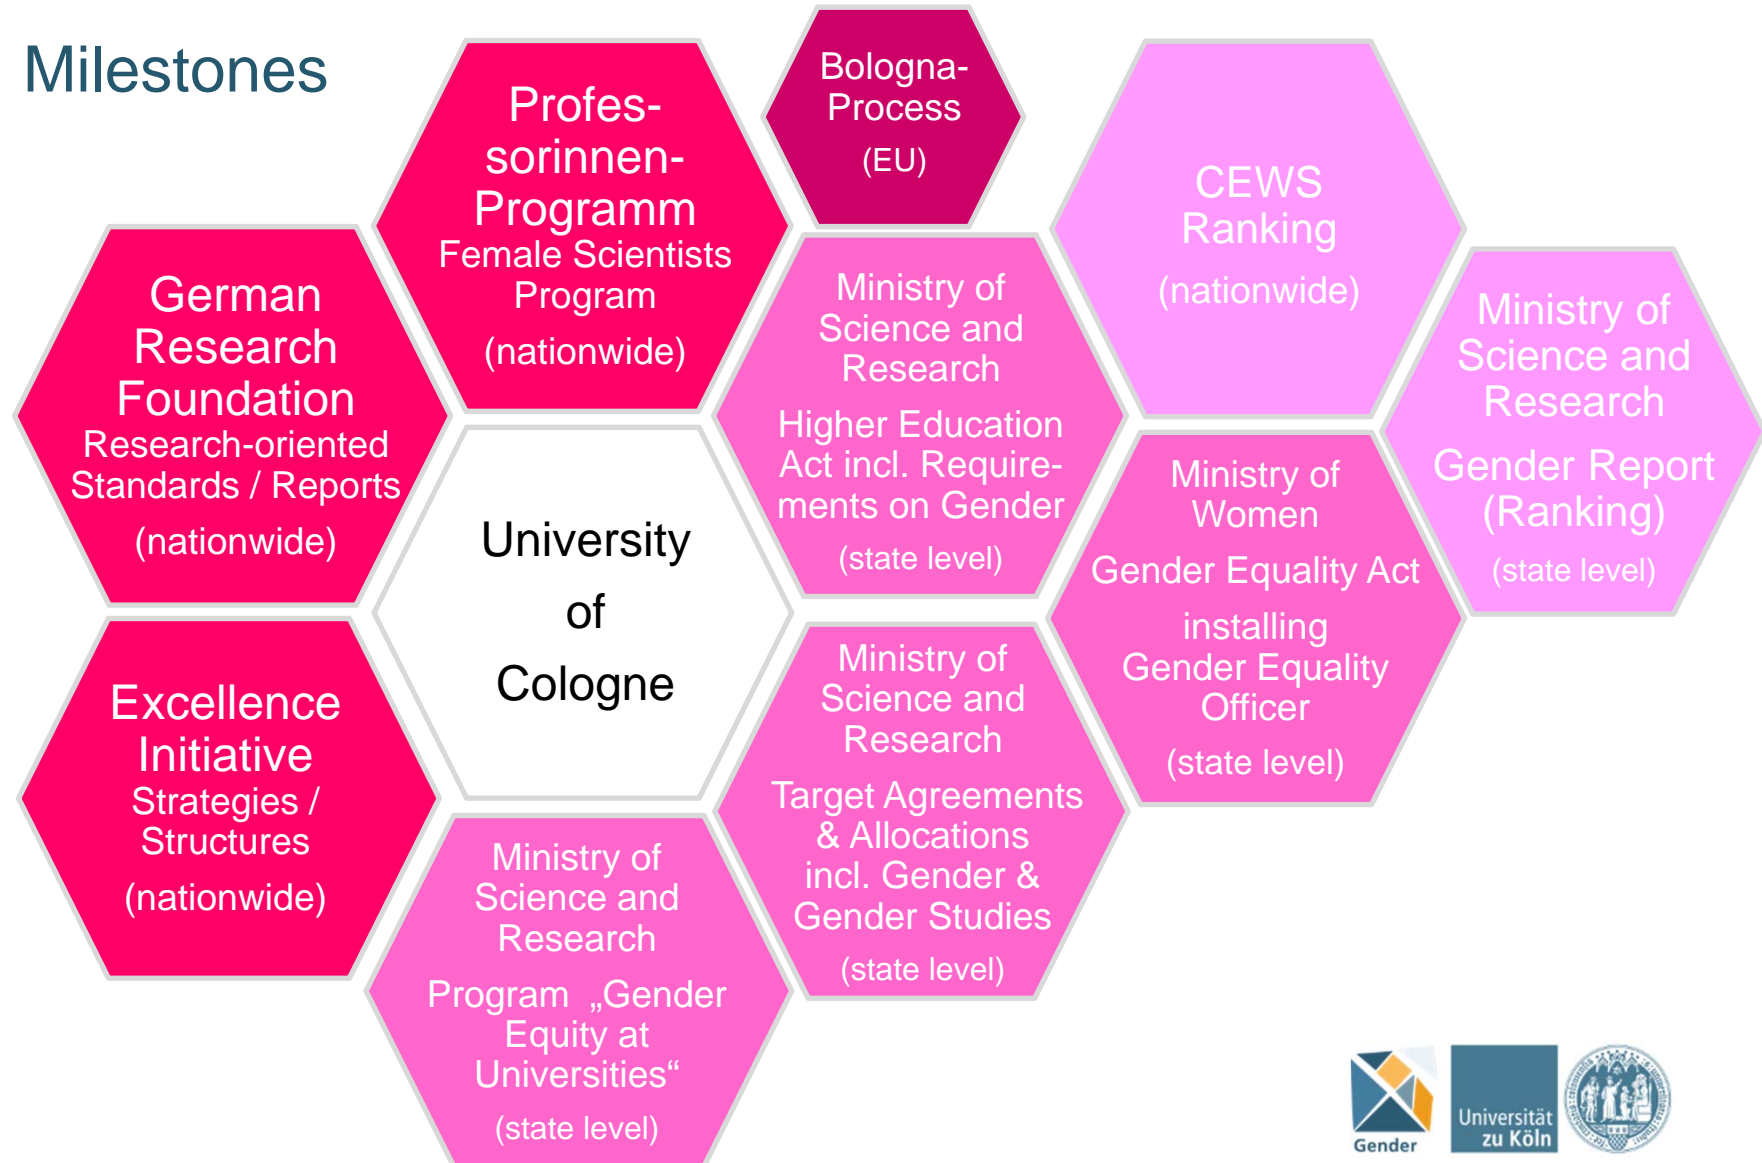 Milestones
Profes-
sorinnen-
Programm
Female Scientists
Program
(nationwide)
Bologna-
Process
(EU)
CEWS
Ranking
(nationwide)
German
Research
Foundation
Research-oriented
Standards / Reports
(nationwide)
Ministry of
Science and
Research
Higher Education
Act incl. Require-
ments on Gender
(state level)
Ministry of
Science and
Research
Gender Report
(Ranking)
(state level)
University
of
Cologne
Ministry of
Women
Gender Equality Act
installing
Gender Equality
Officer
(state level)
Excellence
Initiative
Strategies /
Structures
(nationwide)
Ministry of
Science and
Research
Target Agreements
& Allocations
incl. Gender &
Gender Studies
(state level)
Ministry of
Science and
Research
Program „Gender
Equity at
Universities“
(state level)
Gender
Universität
zu Köln